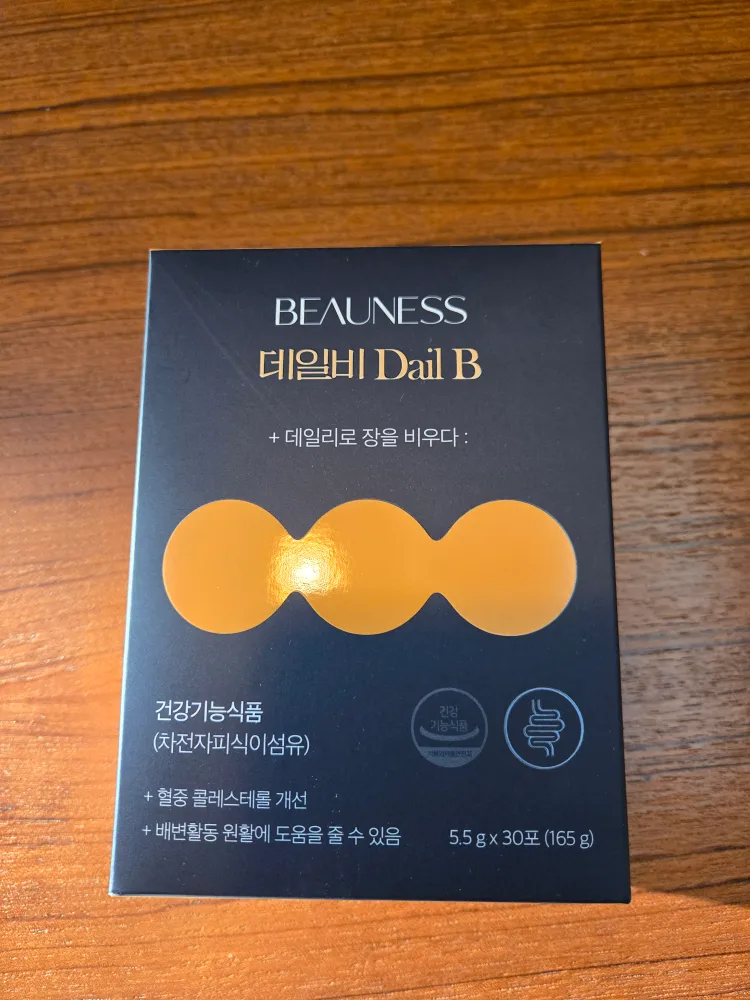 BEAUNESS
데일비 Dail B
+ 데일리로 장을 비우다 :
건강기능식품
(차전자피식이섬유)
건강
기능식품
+ 혈중 콜레스테롤 개선
+ 배변활동 원활에 도움을 줄 수 있음
5.5 g x 30포 (165 g)